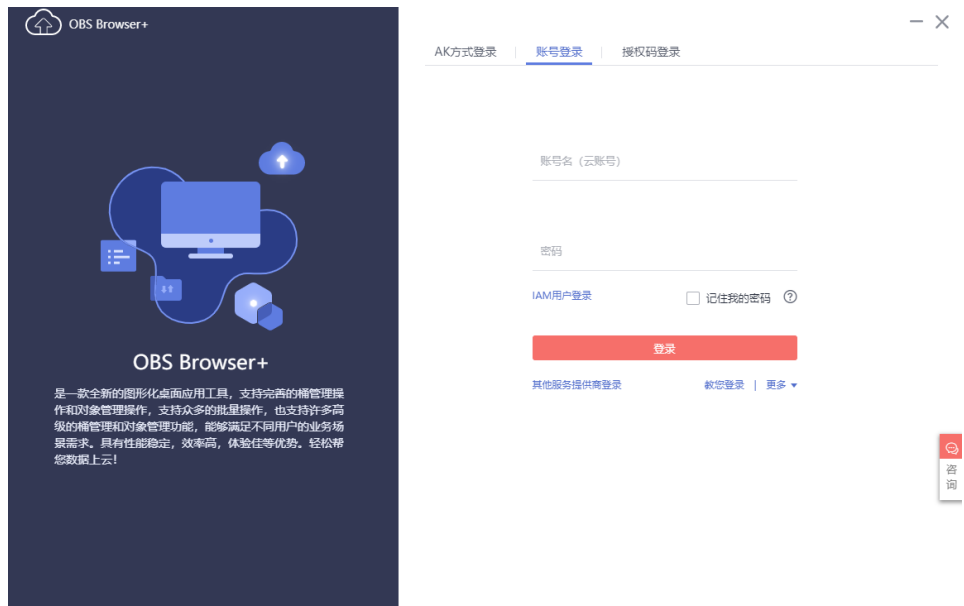 OBS Browser+
AK方式登录
账号登录
授权码登录
账号名（云账号）
密码
IAM用户登录
记住我的密码 ?
登录
其他服务提供商登录
教您登录 | 更多
OBS Browser+
是一款全新的图形化桌面应用工具，支持完善的桶管理操
作和对象管理操作，支持众多的批量操作，也支持许多高
级的桶管理和对象管理功能，能够满足不同用户的业务场
景需求。具有性能稳定，效率高，体验佳等优势。轻松帮
您数据上云！
咨
询